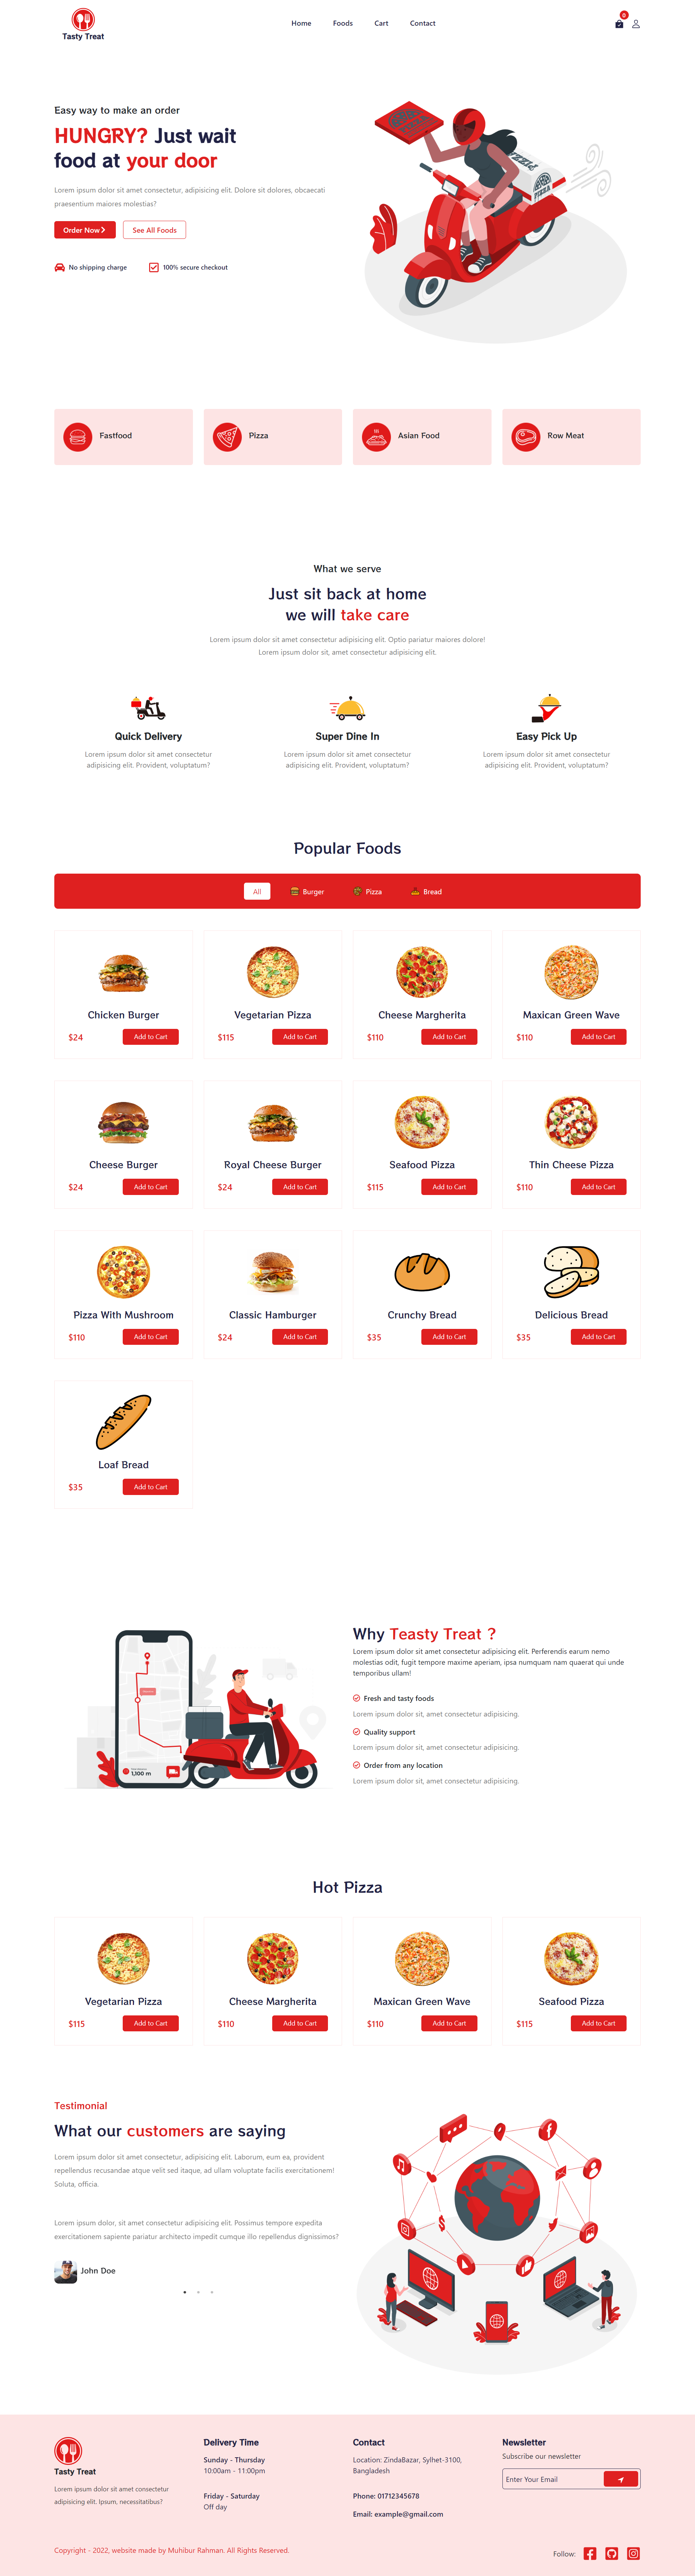 Tasty Treat
Home
Foods
Cart
Contact
0
Easy way to make an order
HUNGRY? Just wait
food at your door
Lorem ipsum dolor sit amet consectetur, adipisicing elit. Dolore sit dolores, obcaecati
praesentium maiores molestias?
Order Now
See All Foods
No shipping charge
100% secure checkout
PIZZA
Fastfood
Pizza
Asian Food
Row Meat
What we serve
Just sit back at home
we will take care
Lorem ipsum dolor sit amet consectetur adipisicing elit. Optio pariatur maiores dolore!
Lorem ipsum dolor sit, amet consectetur adipisicing elit.
Quick Delivery
Lorem ipsum dolor sit amet consectetur
adipisicing elit. Provident, voluptatum?
Super Dine In
Lorem ipsum dolor sit amet consectetur
adipisicing elit. Provident, voluptatum?
Easy Pick Up
Lorem ipsum dolor sit amet consectetur
adipisicing elit. Provident, voluptatum?
Popular Foods
All
Burger
Pizza
Bread
Chicken Burger
$24
Add to Cart
Vegetarian Pizza
$115
Add to Cart
Cheese Margherita
$110
Add to Cart
Maxican Green Wave
$110
Add to Cart
Cheese Burger
$24
Add to Cart
Royal Cheese Burger
$24
Add to Cart
Seafood Pizza
$115
Add to Cart
Thin Cheese Pizza
$110
Add to Cart
Pizza With Mushroom
$110
Add to Cart
Classic Hamburger
$24
Add to Cart
Crunchy Bread
$35
Add to Cart
Delicious Bread
$35
Add to Cart
Loaf Bread
$35
Add to Cart
1,100 m
Why Teasty Treat ?
Lorem ipsum dolor sit amet consectetur adipisicing elit. Perferendis earum nemo
molestias odit, fugit tempore maxime aperiam, ipsa numquam nam quaerat qui unde
temporibus ullam!
Fresh and tasty foods
Lorem ipsum dolor sit, amet consectetur adipisicing.
Quality support
Lorem ipsum dolor sit, amet consectetur adipisicing.
Order from any location
Lorem ipsum dolor sit, amet consectetur adipisicing.
Hot Pizza
Vegetarian Pizza
$115
Add to Cart
Cheese Margherita
$110
Add to Cart
Maxican Green Wave
$110
Add to Cart
Seafood Pizza
$115
Add to Cart
Testimonial
What our customers are saying
Lorem ipsum dolor sit amet consectetur, adipisicing elit. Laborum, eum ea, provident
repellendus recusandae atque velit sed itaque, ad ullam voluptate facilis exercitationem!
Soluta, officia.
Lorem ipsum dolor, sit amet consectetur adipisicing elit. Possimus tempore expedita
exercitationem sapiente pariatur architecto impedit cumque illo repellendus dignissimos?
John Doe
Tasty Treat
Lorem ipsum dolor sit amet consectetur
adipisicing elit. Ipsum, necessitatibus?
Delivery Time
Sunday - Thursday
10:00am - 11:00pm
Friday - Saturday
Off day
Contact
Location: ZindaBazar, Sylhet-3100,
Bangladesh
Phone: 01712345678
Email: example@gmail.com
Newsletter
Subscribe our newsletter
Enter Your Email
Copyright - 2022, website made by Muhibur Rahman. All Rights Reserved.
Follow: